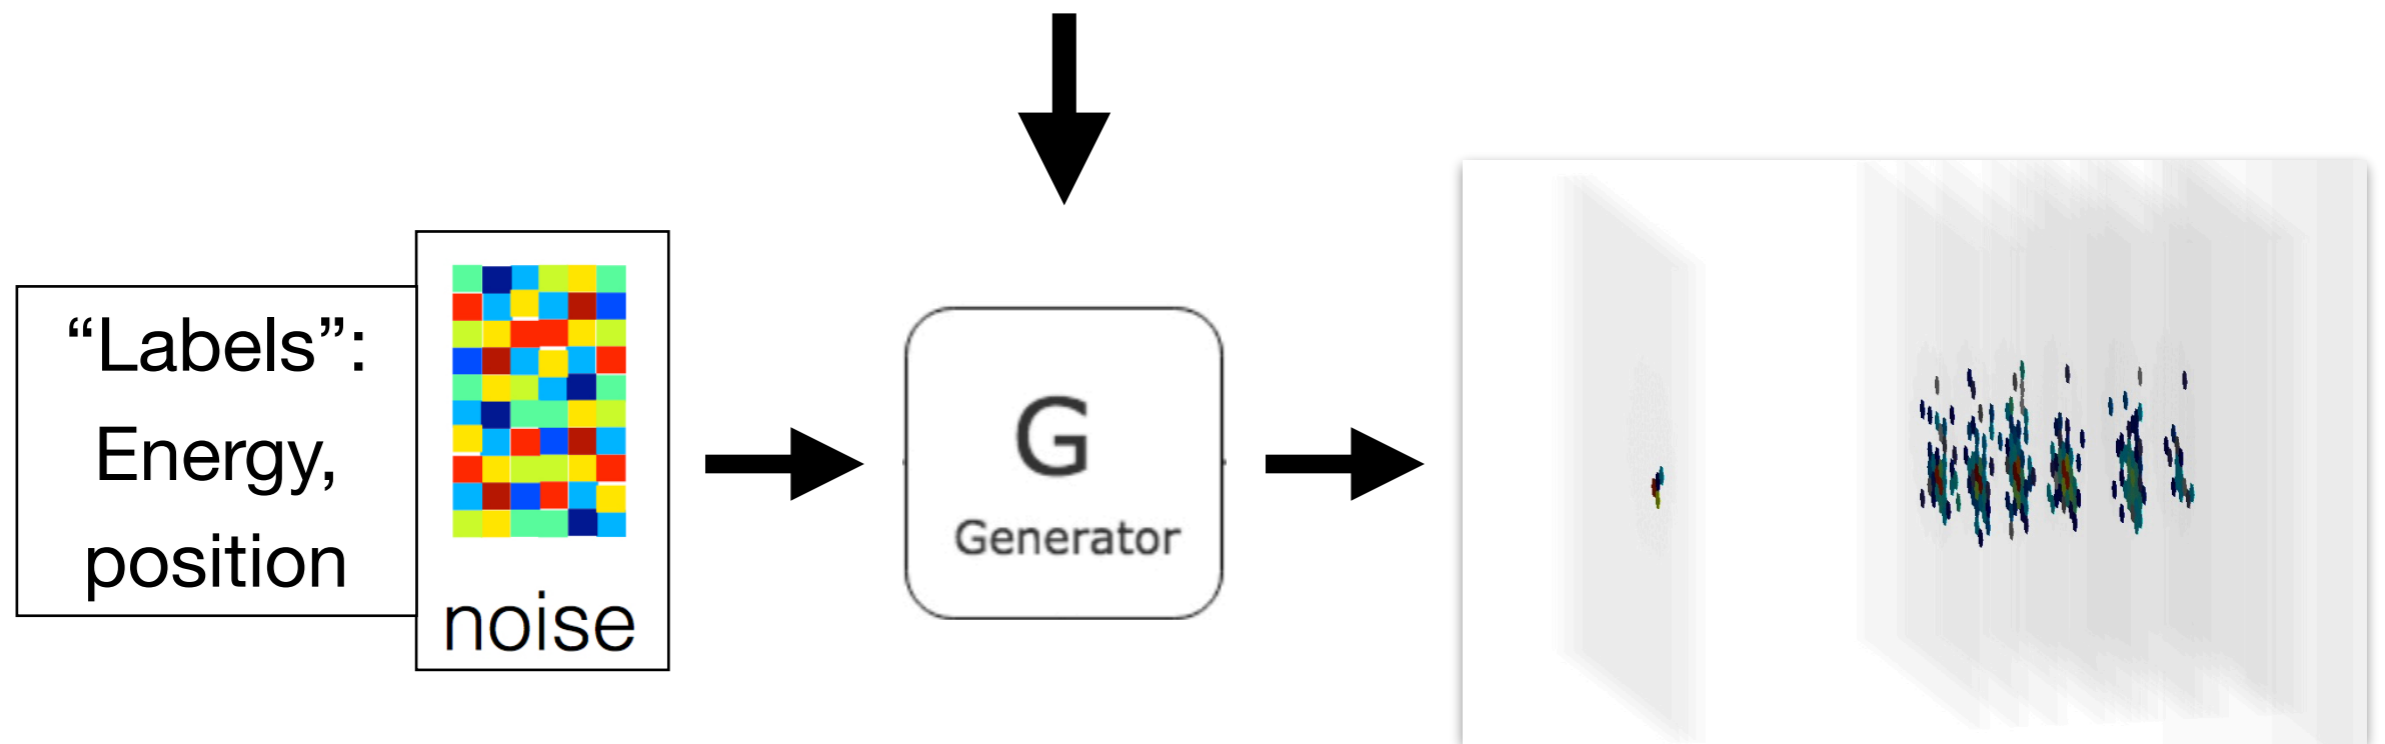 “Labels”:
Energy,
position
noise
G
Generator